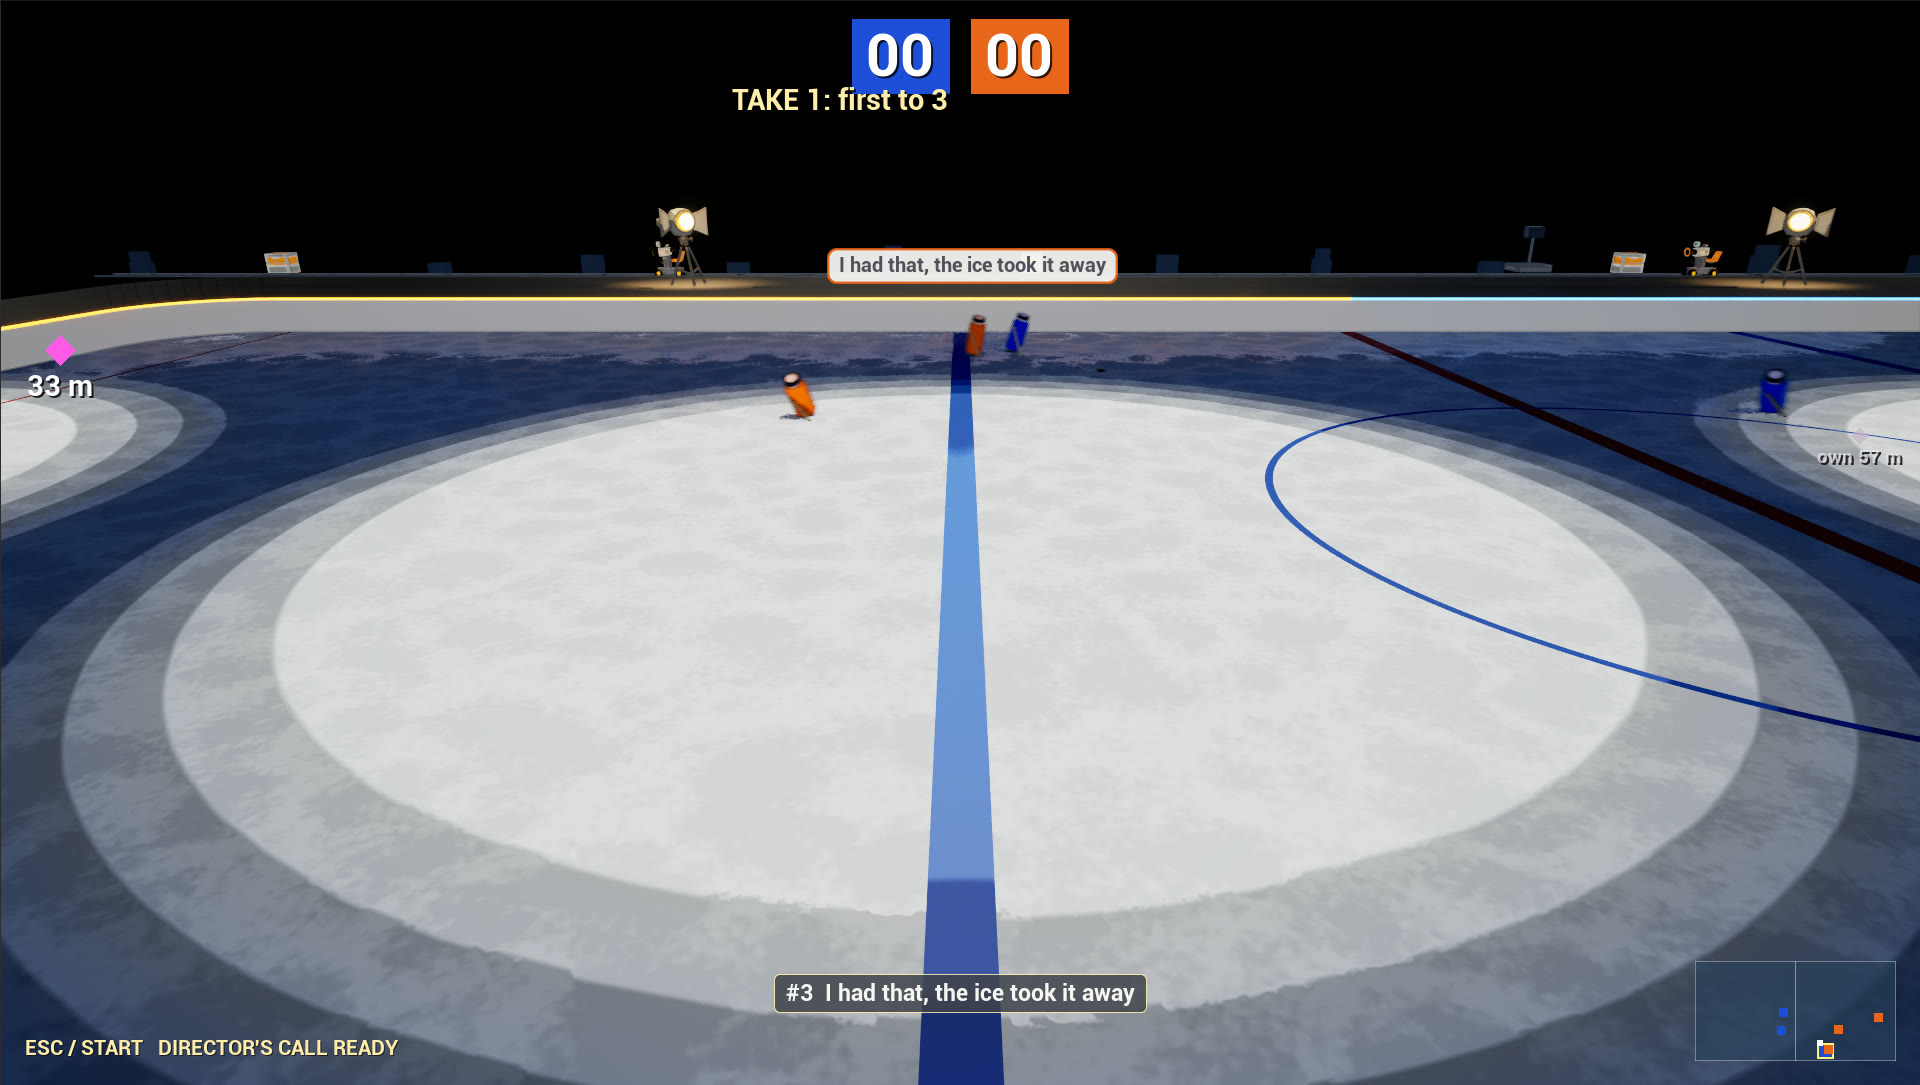 00 00
TAKE 1: first to 3
I had that, the ice took it away
33 m
own 57 m
#3 I had that, the ice took it away
ESC / START DIRECTOR'S CALL READY